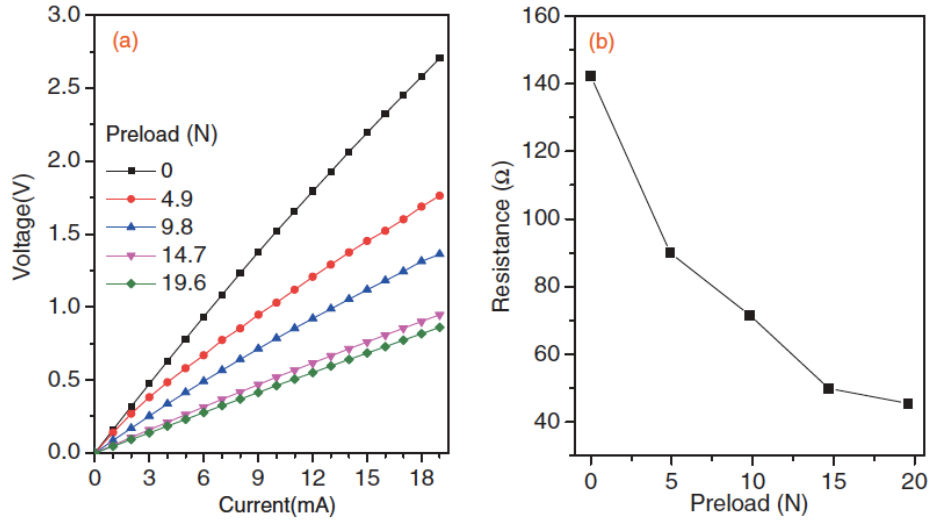 (a)
Voltage(V)
3.0
2.5
2.0
1.5
1.0
0.5
0.0
Preload (N)
0
4.9
9.8
14.7
19.6
0 3 6 9 12 15 18
Current(mA)
(b)
Resistance (Ω)
160
140
120
100
80
60
40
0 5 10 15 20
Preload (N)